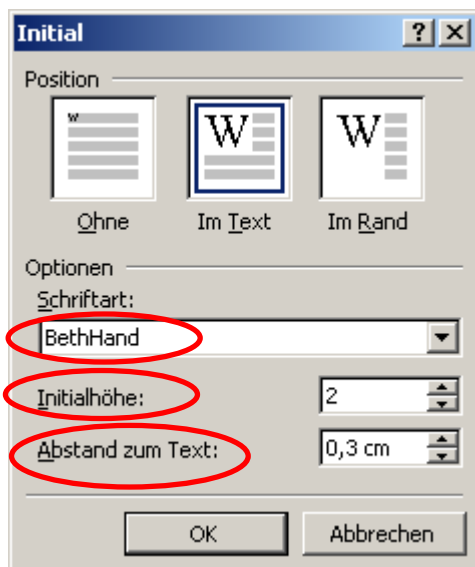 Initial
Position
W W W
Ohne Im Text Im Rand
Optionen
Schriftart:
BethHand
Initialhöhe: 2
Abstand zum Text: 0,3 cm
OK Abbrechen